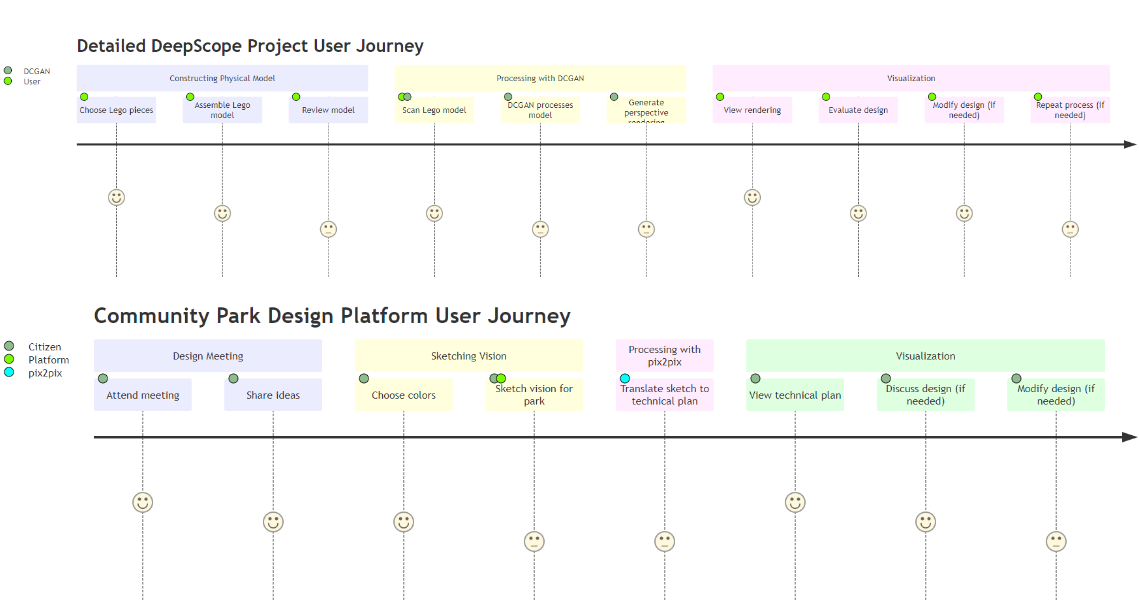 Detailed DeepScope Project User Journey
DCGAN
User
Constructing Physical Model
Processing with DCGAN
Visualization
Choose Lego pieces
Assemble Lego
model
Review model
Scan Lego model
DCGAN processes
model
Generate
perspective
rendering
View rendering
Evaluate design
Modify design (if
needed)
Repeat process (if
needed)
Community Park Design Platform User Journey
Citizen
Platform
pix2pix
Design Meeting
Sketching Vision
Processing with
pix2pix
Visualization
Attend meeting
Share ideas
Choose colors
Sketch vision for
park
Translate sketch to
technical plan
View technical plan
Discuss design (if
needed)
Modify design (if
needed)